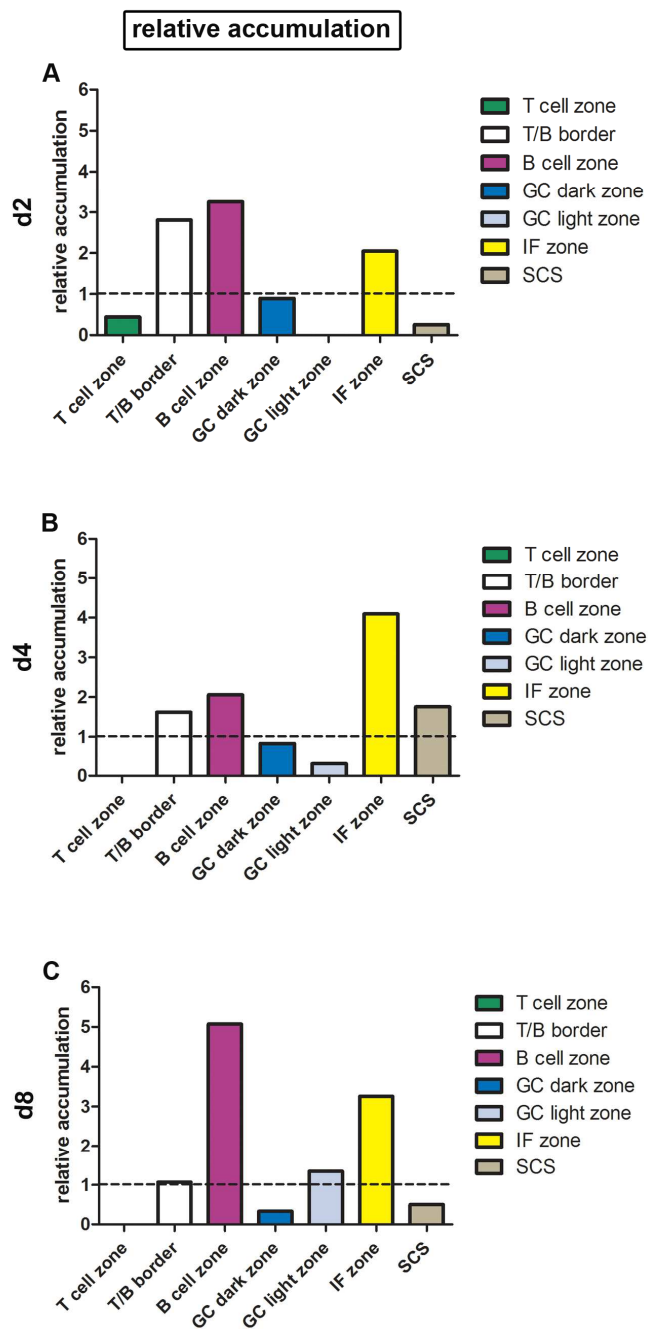 relative accumulation
A
d2
relative accumulation
6
5
4
3
2
1
0
T cell zone
T/B border
B cell zone
GC dark zone
GC light zone
IF zone
SCS
T cell zone
T/B border
B cell zone
GC dark zone
GC light zone
IF zone
SCS
B
d4
relative accumulation
6
5
4
3
2
1
0
T cell zone
T/B border
B cell zone
GC dark zone
GC light zone
IF zone
SCS
T cell zone
T/B border
B cell zone
GC dark zone
GC light zone
IF zone
SCS
C
d8
relative accumulation
6
5
4
3
2
1
0
T cell zone
T/B border
B cell zone
GC dark zone
GC light zone
IF zone
SCS
T cell zone
T/B border
B cell zone
GC dark zone
GC light zone
IF zone
SCS